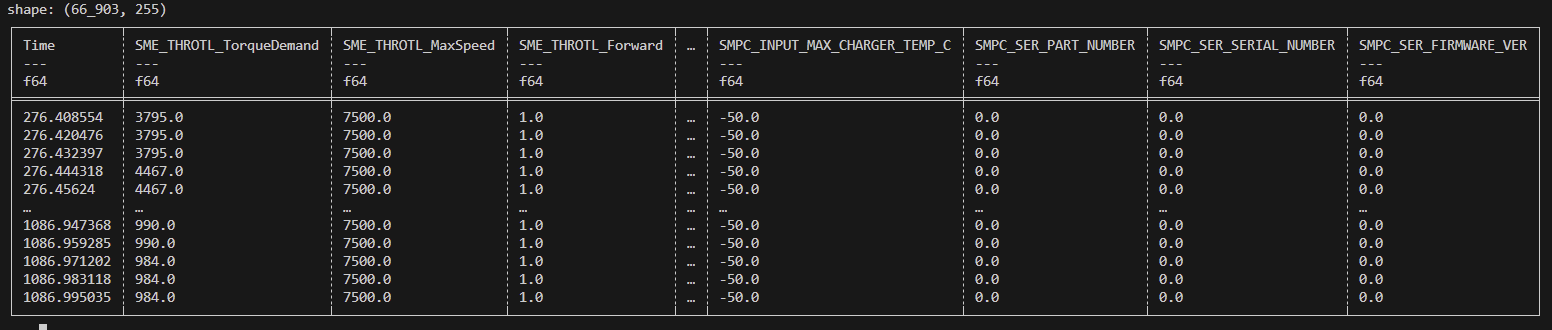 shape: (66_903, 255)
Time SME_THROTL_TorqueDemand SME_THROTL_MaxSpeed SME_THROTL_Forward … SMPC_INPUT_MAX_CHARGER_TEMP_C SMPC_SER_PART_NUMBER SMPC_SER_SERIAL_NUMBER SMPC_SER_FIRMWARE_VER
--- --- --- --- --- --- --- ---
f64 f64 f64 f64 f64 f64 f64 f64
276.408554 3795.0 7500.0 1.0 … -50.0 0.0 0.0 0.0
276.420476 3795.0 7500.0 1.0 … -50.0 0.0 0.0 0.0
276.432397 3795.0 7500.0 1.0 … -50.0 0.0 0.0 0.0
276.444318 4467.0 7500.0 1.0 … -50.0 0.0 0.0 0.0
276.45624 4467.0 7500.0 1.0 … -50.0 0.0 0.0 0.0
… … … … … … … … …
1086.947368 990.0 7500.0 1.0 … -50.0 0.0 0.0 0.0
1086.959285 990.0 7500.0 1.0 … -50.0 0.0 0.0 0.0
1086.971202 984.0 7500.0 1.0 … -50.0 0.0 0.0 0.0
1086.983118 984.0 7500.0 1.0 … -50.0 0.0 0.0 0.0
1086.995035 984.0 7500.0 1.0 … -50.0 0.0 0.0 0.0